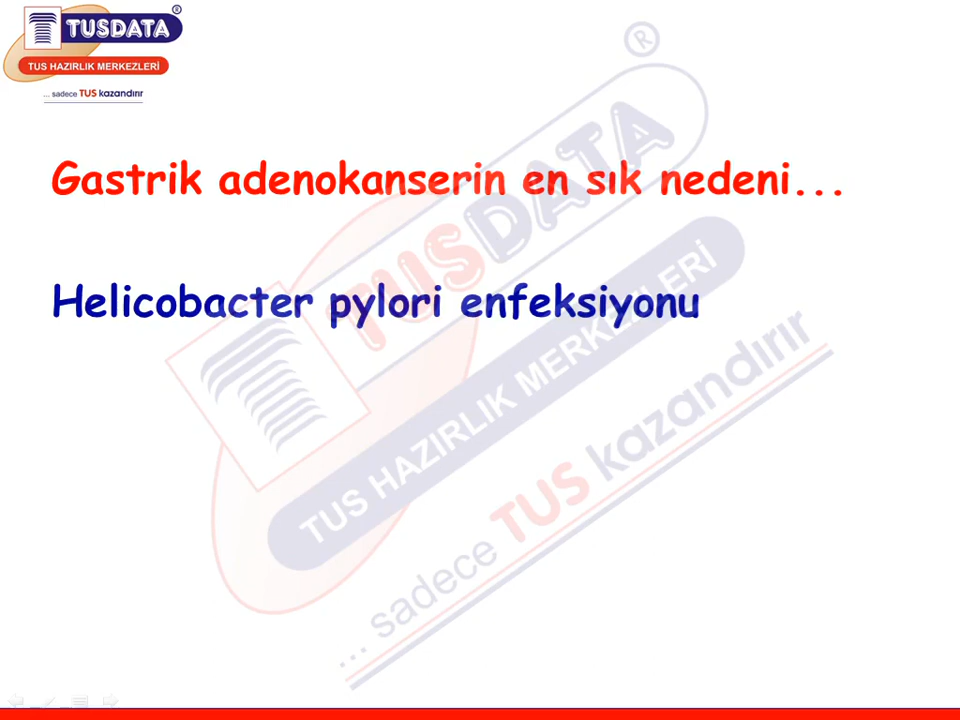 TUSDATA ®
TUS HAZIRLIK MERKEZLERİ
... sadece TUS kazandırır
Gastrik adenokanserin en sık nedeni...
Helicobacter pylori enfeksiyonu
TUSDATA ®
TUS HAZIRLIK MERKEZLERİ
... sadece TUS kazandırır